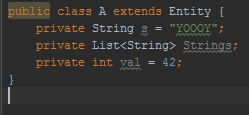 public class A extends Entity {
    private String s = "YOOOY";
    private List<String> Strings;
    private int val = 42;
}